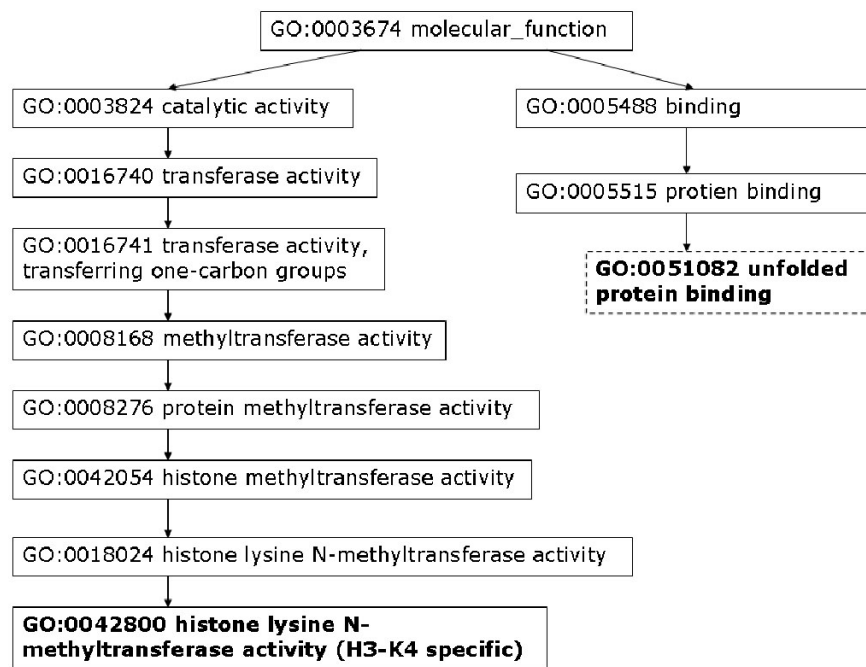 GO:0003674 molecular_function
GO:0003824 catalytic activity
GO:0005488 binding
GO:0016740 transferase activity
GO:0005515 protien binding
GO:0016741 transferase activity,
transferring one-carbon groups
GO:0051082 unfolded
protein binding
GO:0008168 methyltransferase activity
GO:0008276 protein methyltransferase activity
GO:0042054 histone methyltransferase activity
GO:0018024 histone lysine N-methyltransferase activity
GO:0042800 histone lysine N-
methyltransferase activity (H3-K4 specific)